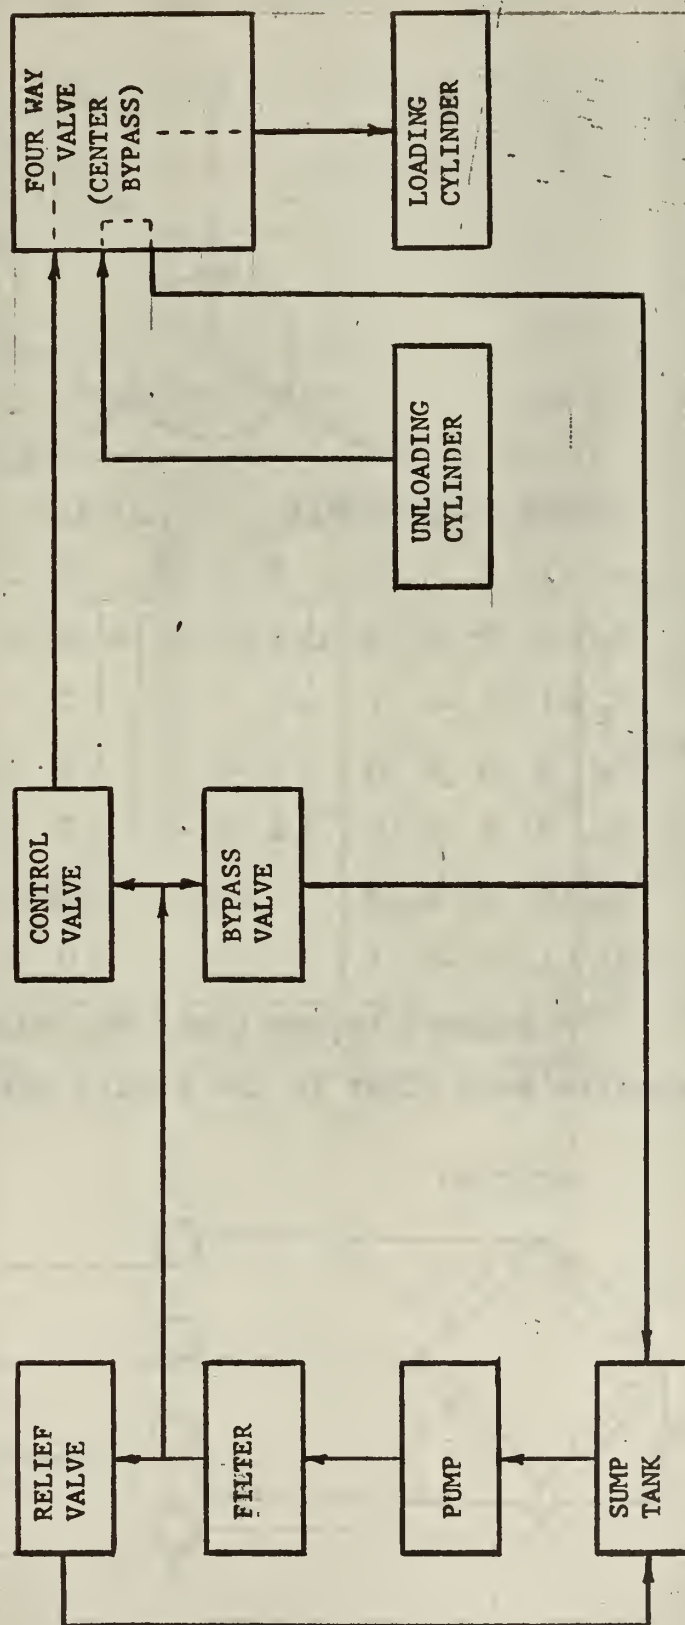 FOUR WAY
VALVE
(CENTER
BYPASS)
LOADING
CYLINDER
UNLOADING
CYLINDER
CONTROL
VALVE
BYPASS
VALVE
RELIEF
VALVE
FILTER
PUMP
SUMP
TANK